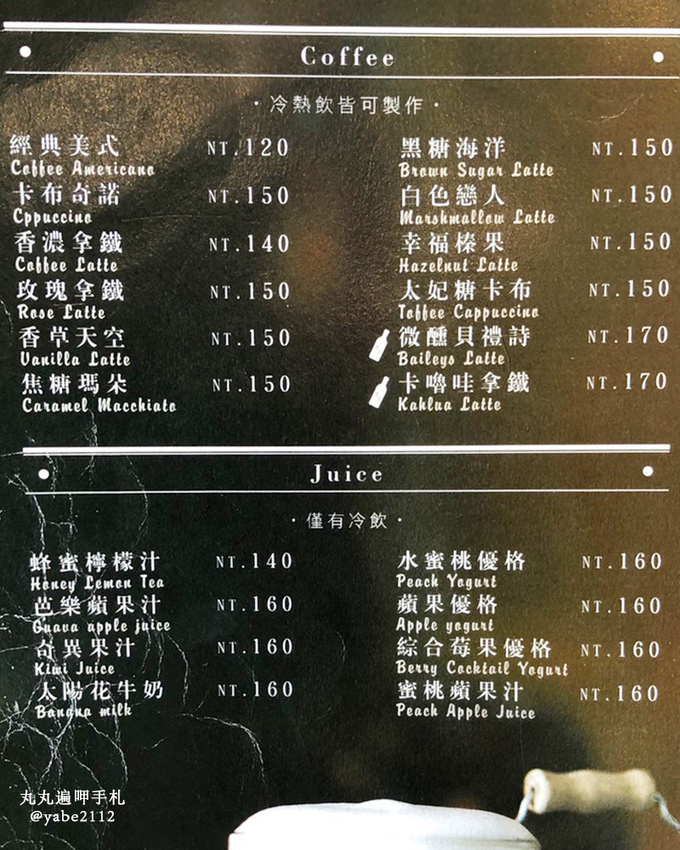 Coffee
·冷熱飲皆可製作·
經典美式 NT.120
Coffee Americano
卡布奇諾 NT.150
Cppuccino
香濃拿鐵 NT.140
Coffee Latte
玫瑰拿鐵 NT.150
Rose Latte
香草天空 NT.150
Vanilla Latte
焦糖瑪朵 NT.150
Caramel Macchiato
黑糖海洋 NT.150
Brown Sugar Latte
白色戀人 NT.150
Marshmallow Latte
幸福榛果 NT.150
Hazelnut Latte
太妃糖卡布 NT.150
Toffee Cappuccino
微醺貝禮詩 NT.170
Baileys Latte
卡嚕哇拿鐵 NT.170
Kahlua Latte
Juice
·僅有冷飲·
蜂蜜檸檬汁 NT.140
Honey Lemon Tea
芭樂蘋果汁 NT.160
Guava apple juice
奇異果汁 NT.160
Kiwi Juice
太陽花牛奶 NT.160
Banana milk
水蜜桃優格 NT.160
Peach Yogurt
蘋果優格 NT.160
Apple yogurt
綜合莓果優格 NT.160
Berry Cocktail Yogurt
蜜桃蘋果汁 NT.160
Peach Apple Juice
丸丸遍呷手札
@yabe2112